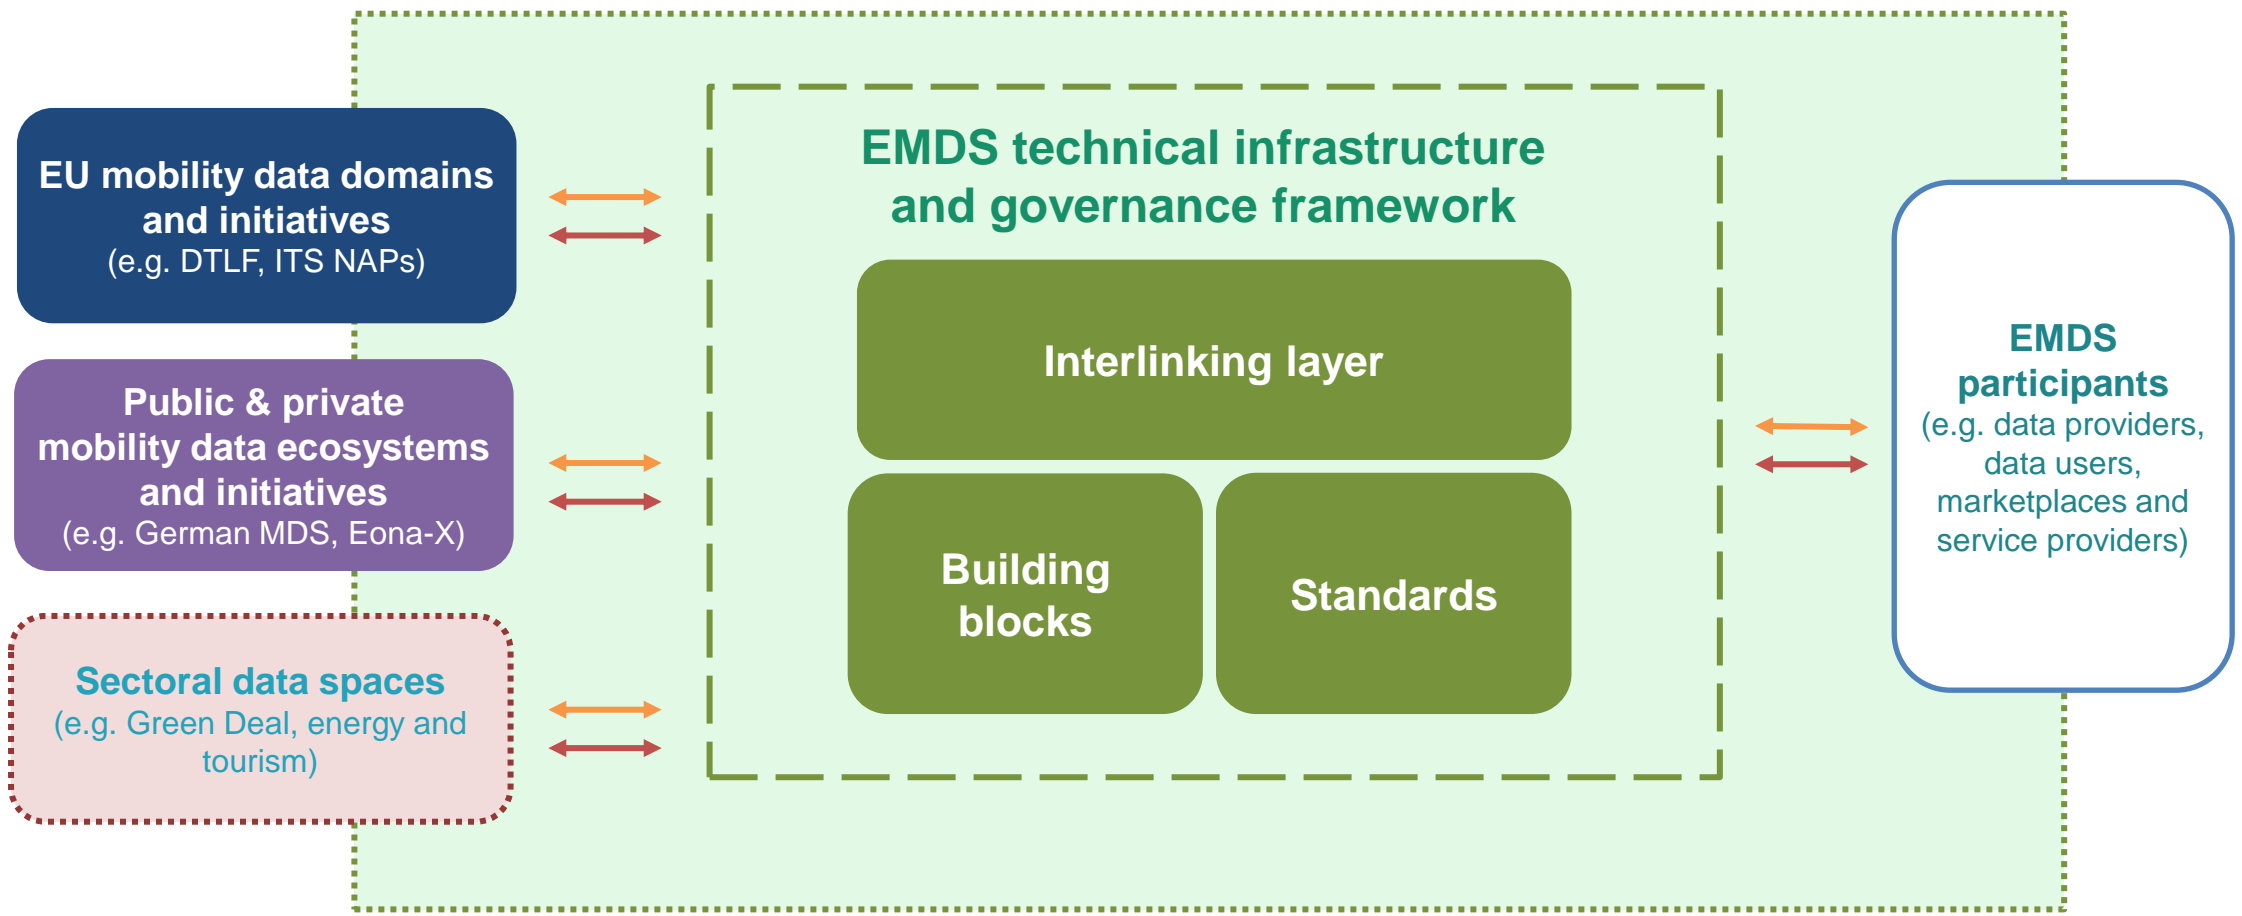 EU mobility data domains
and initiatives
(e.g. DTLF, ITS NAPs)
Public & private
mobility data ecosystems
and initiatives
(e.g. German MDS, Eona-X)
Sectoral data spaces
(e.g. Green Deal, energy and
tourism)
EMDS technical infrastructure
and governance framework
Interlinking layer
Building
blocks
Standards
EMDS
participants
(e.g. data providers,
data users,
marketplaces and
service providers)